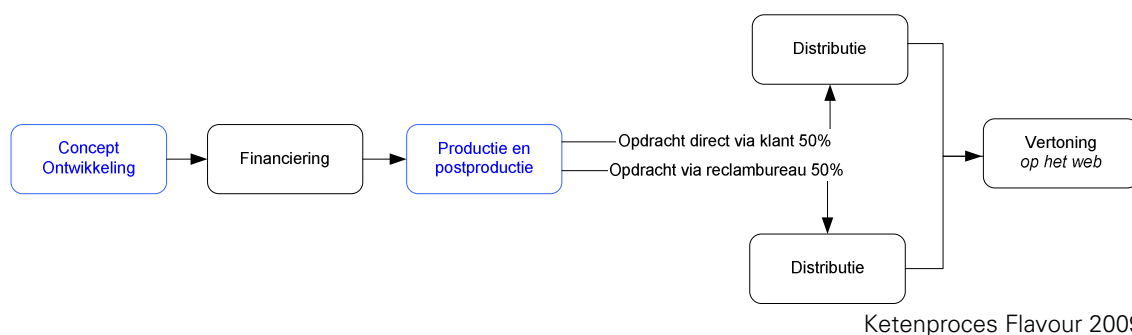 Concept
Ontwikkeling
Financiering
Productie en
postproductie
Opdracht direct via klant 50%
Opdracht via reclambureau 50%
Distributie
Distributie
Vertoning
op het web
Ketenproces Flavour 2009